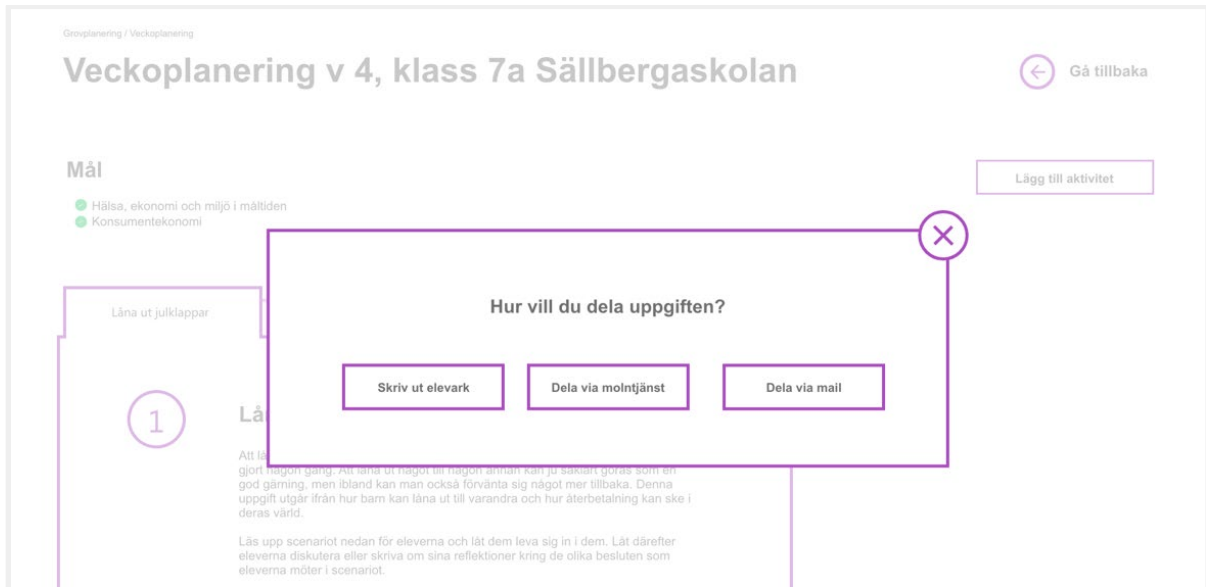 Grovplanering / Veckoplanering
Veckoplanering v 4, klass 7a Sällbergaskolan
Gå tillbaka
Mål
Lägg till aktivitet
Hälsa, ekonomi och miljö i måltiden
Konsumentekonomi
Hur vill du dela uppgiften?
Låna ut julklappar
Skriv ut elevark
Dela via molntjänst
Dela via mail
1
Lå
Att lå
gjort någon gång. Att låna ut något till någon annan kan ju såklart göras som en
god gärning, men ibland kan man också förvänta sig något mer tillbaka. Denna
uppgift utgår ifrån hur barn kan låna ut till varandra och hur återbetalning kan ske i
deras värld.
Läs upp scenariot nedan för eleverna och låt dem leva sig in i dem. Låt därefter
eleverna diskutera eller skriva om sina reflektioner kring de olika besluten som
eleverna möter i scenariot.